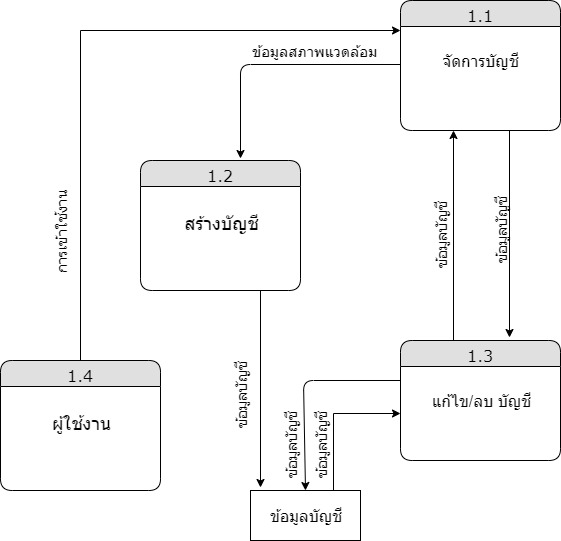 1.1
จัดการบัญชี
ข้อมูลสภาพแวดล้อม
1.2
สร้างบัญชี
การเข้าใช้งาน
ข้อมูลบัญชี
ข้อมูลบัญชี
1.3
แก้ไข/ลบ บัญชี
1.4
ผู้ใช้งาน
ข้อมูลบัญชี
ข้อมูลบัญชี
ข้อมูลบัญชี
ข้อมูลบัญชี